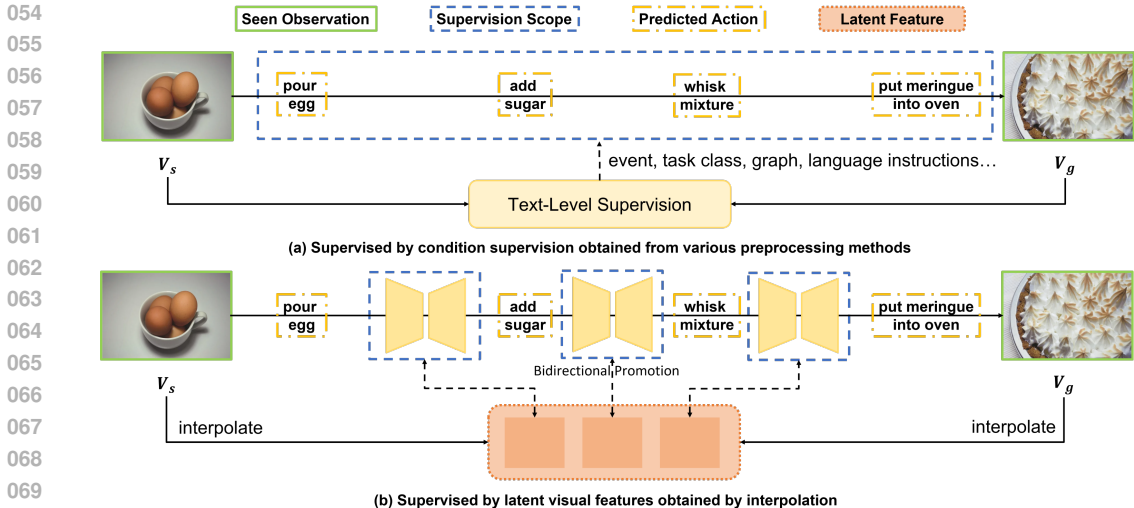 054
055
056
057
058
059
060
061
062
063
064
065
066
067
068
069
Seen Observation
Supervision Scope
Predicted Action
Latent Feature
pour
egg
add
sugar
whisk
mixture
put meringue
into oven
V_s
event, task class, graph, language instructions…
V_g
Text-Level Supervision
(a) Supervised by condition supervision obtained from various preprocessing methods
pour
egg
add
sugar
whisk
mixture
put meringue
into oven
Bidirectional Promotion
V_s
V_g
interpolate
interpolate
(b) Supervised by latent visual features obtained by interpolation